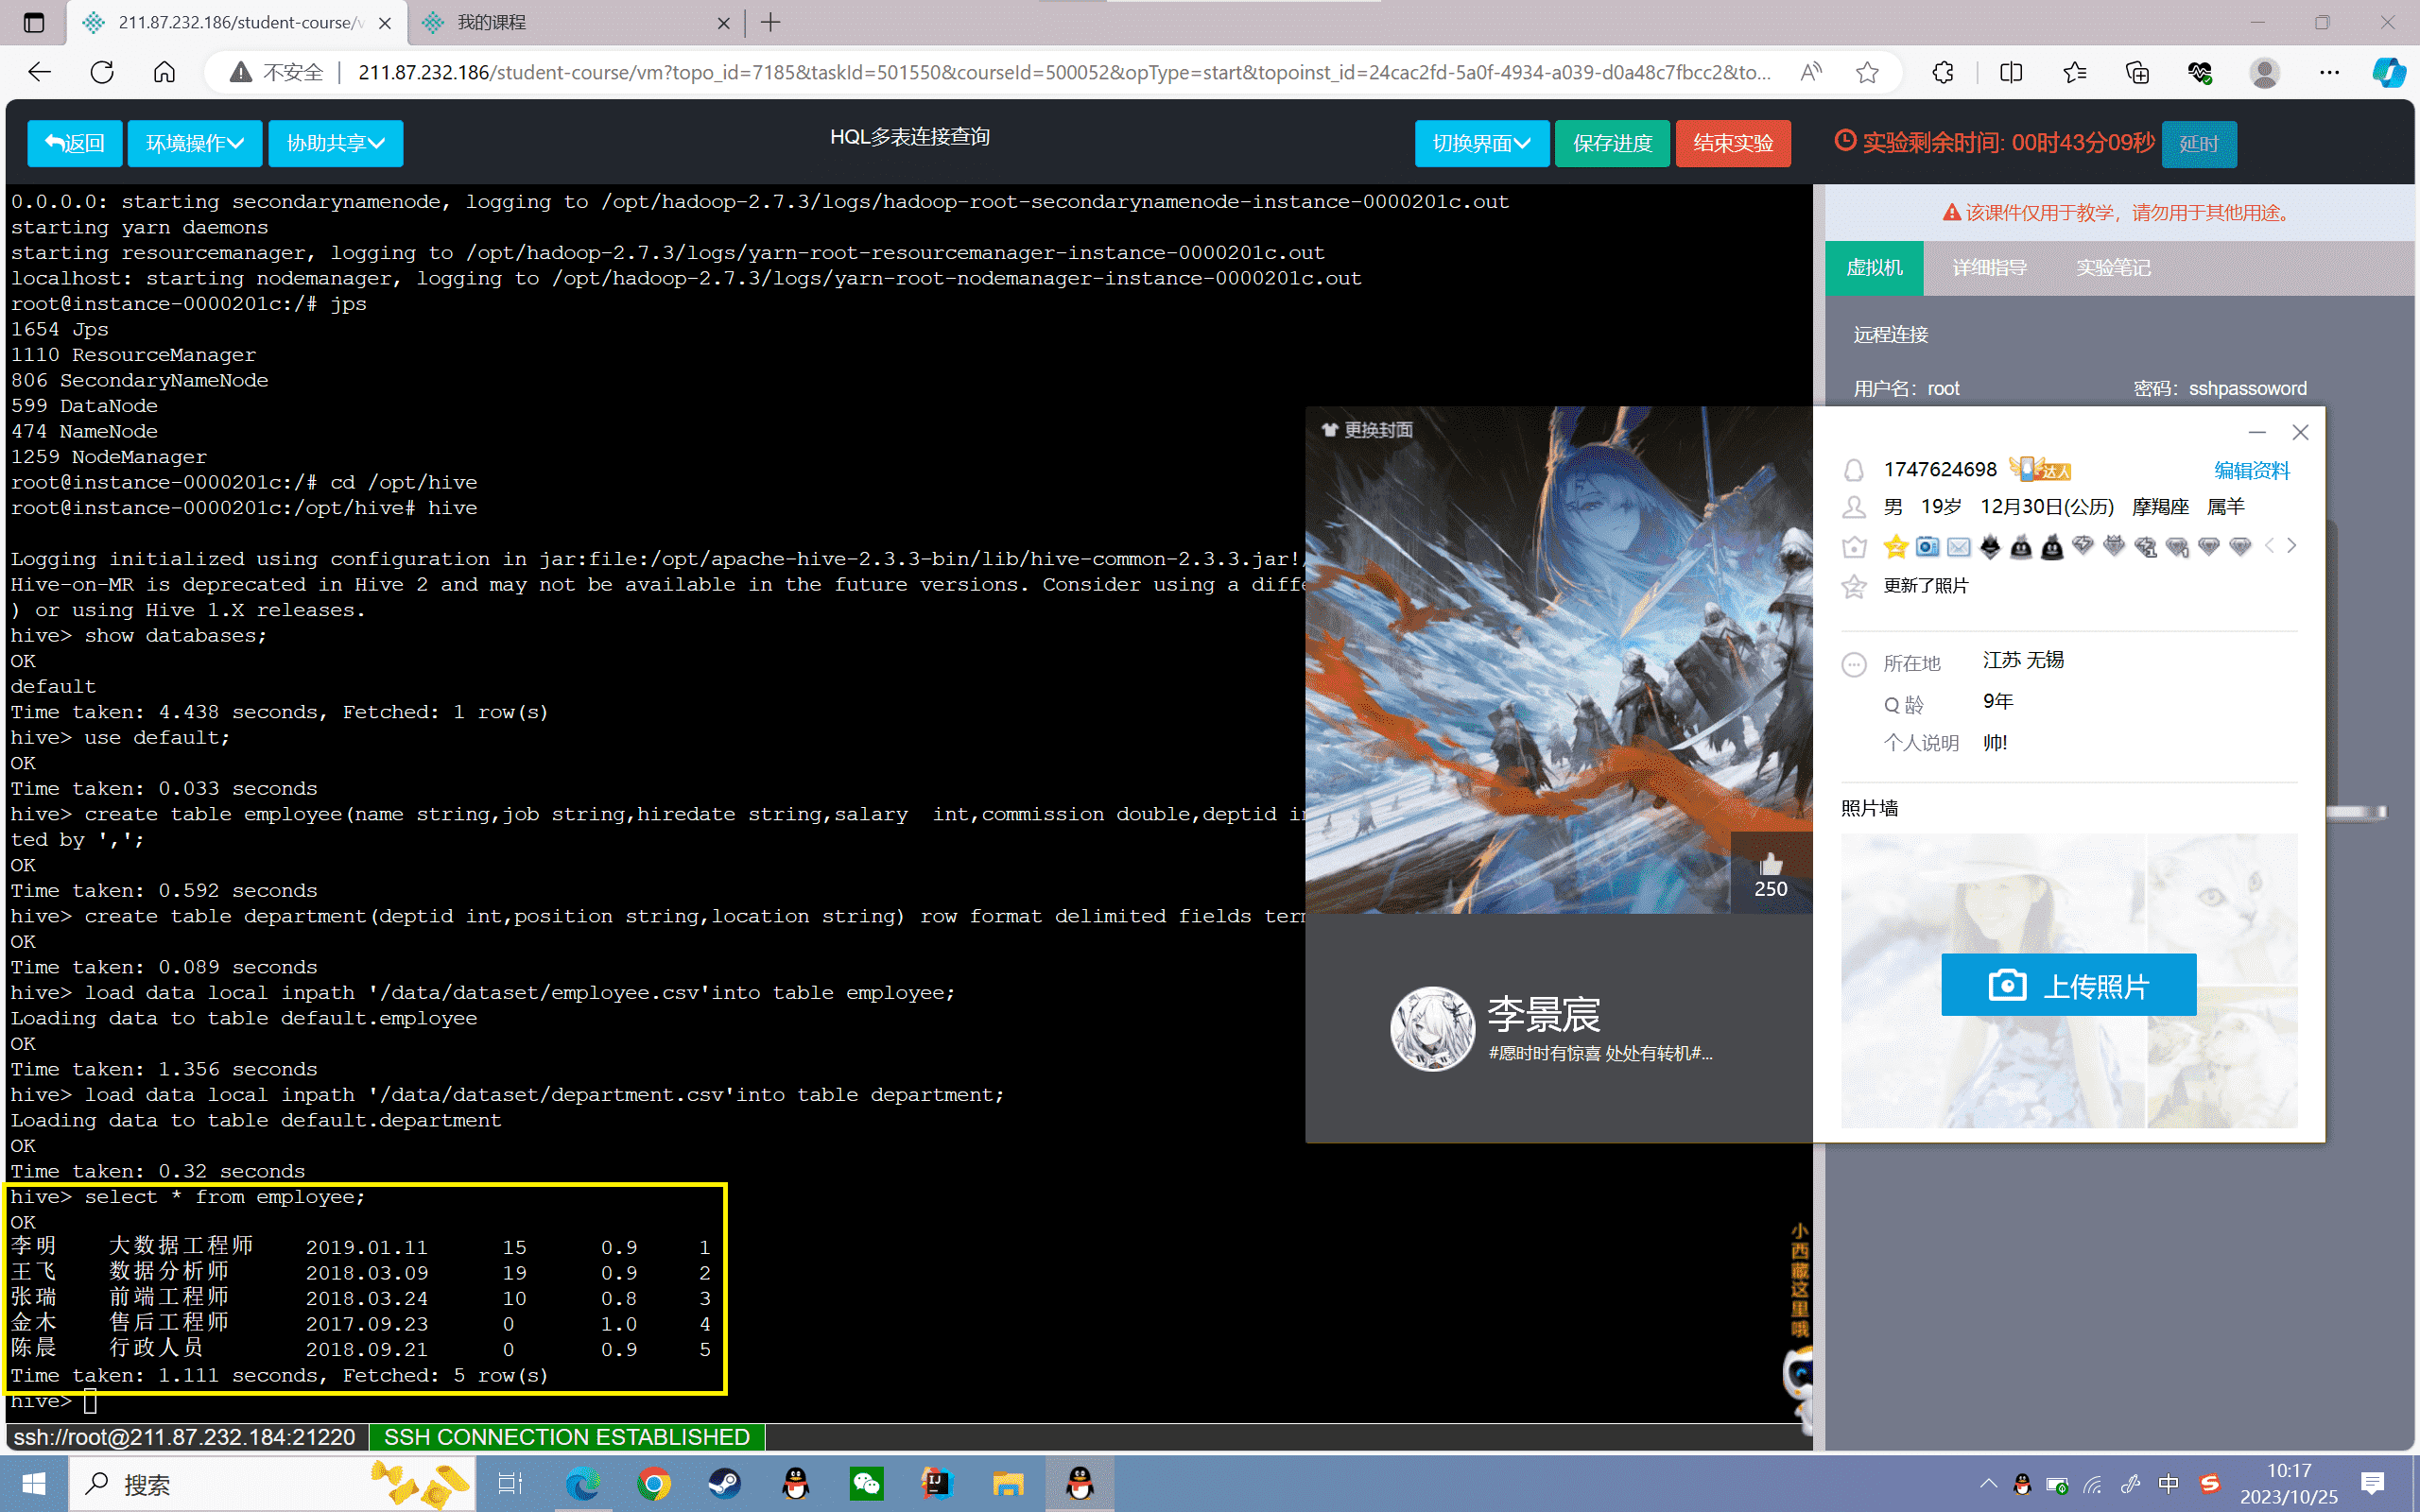 211.87.232.186/student-course/v
我的课程
不安全
211.87.232.186/student-course/vm?topo_id=7185&taskId=501550&courseId=500052&opType=start&topoinst_id=24cac2fd-5a0f-4934-a039-d0a48c7fbcc2&to...
返回
环境操作
协助共享
HQL多表连接查询
切换界面
保存进度
结束实验
实验剩余时间: 00时43分09秒
延时
0.0.0.0: starting secondarynamenode, logging to /opt/hadoop-2.7.3/logs/hadoop-root-secondarynamenode-instance-0000201c.out
starting yarn daemons
starting resourcemanager, logging to /opt/hadoop-2.7.3/logs/yarn-root-resourcemanager-instance-0000201c.out
localhost: starting nodemanager, logging to /opt/hadoop-2.7.3/logs/yarn-root-nodemanager-instance-0000201c.out
root@instance-0000201c:/# jps
1654 Jps
1110 ResourceManager
806 SecondaryNameNode
599 DataNode
474 NameNode
1259 NodeManager
root@instance-0000201c:/# cd /opt/hive
root@instance-0000201c:/opt/hive# hive
Logging initialized using configuration in jar:file:/opt/apache-hive-2.3.3-bin/lib/hive-common-2.3.3.jar!/
Hive-on-MR is deprecated in Hive 2 and may not be available in the future versions. Consider using a diffe
) or using Hive 1.X releases.
hive> show databases;
OK
default
Time taken: 4.438 seconds, Fetched: 1 row(s)
hive> use default;
OK
Time taken: 0.033 seconds
hive> create table employee(name string,job string,hiredate string,salary  int,commission double,deptid in
ted by ',';
OK
Time taken: 0.592 seconds
hive> create table department(deptid int,position string,location string) row format delimited fields ter
OK
Time taken: 0.089 seconds
hive> load data local inpath '/data/dataset/employee.csv'into table employee;
Loading data to table default.employee
OK
Time taken: 1.356 seconds
hive> load data local inpath '/data/dataset/department.csv'into table department;
Loading data to table default.department
OK
Time taken: 0.32 seconds
hive> select * from employee;
OK
李明 大数据工程师 2019.01.11 15 0.9 1
王飞 数据分析师 2018.03.09 19 0.9 2
张瑞 前端工程师 2018.03.24 10 0.8 3
金木 售后工程师 2017.09.23 0 1.0 4
陈晨 行政人员 2018.09.21 0 0.9 5
Time taken: 1.111 seconds, Fetched: 5 row(s)
hive>
ssh://root@211.87.232.184:21220
SSH CONNECTION ESTABLISHED
小西藏这里哦
该课件仅用于教学，请勿用于其他用途。
虚拟机
详细指导
实验笔记
远程连接
用户名：root
密码：sshpassoword
更换封面
250
李景宸
#愿时时有惊喜 处处有转机#...
1747624698
达人
编辑资料
男 19岁 12月30日(公历) 摩羯座 属羊
更新了照片
所在地 江苏 无锡
Q龄 9年
个人说明 帅!
照片墙
上传照片
搜索
中
10:17
2023/10/25